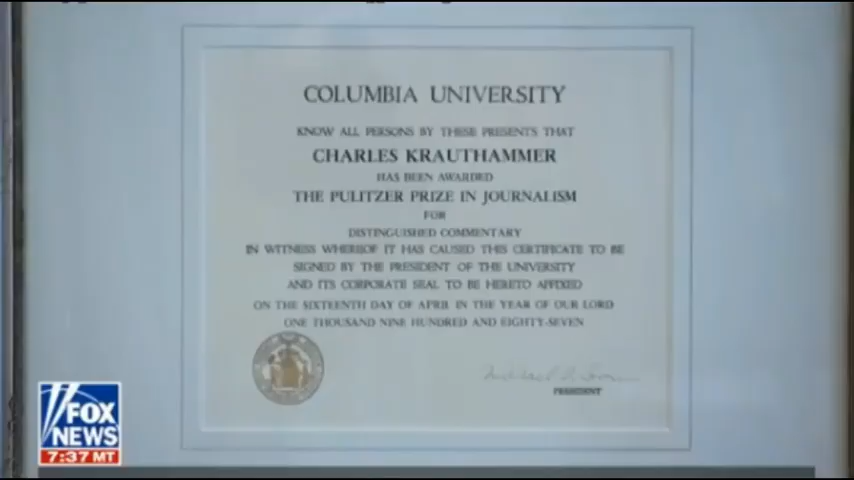 COLUMBIA UNIVERSITY
KNOW ALL PERSONS BY THESE PRESENTS THAT
CHARLES KRAUTHAMMER
HAS BEEN AWARDED
THE PULITZER PRIZE IN JOURNALISM
FOR
DISTINGUISHED COMMENTARY
IN WITNESS WHEREOF IT HAS CAUSED THIS CERTIFICATE TO BE
SIGNED BY THE PRESIDENT OF THE UNIVERSITY
AND ITS CORPORATE SEAL TO BE HERETO AFFIXED
ON THE SIXTEENTH DAY OF APRIL IN THE YEAR OF OUR LORD
ONE THOUSAND NINE HUNDRED AND EIGHTY-SEVEN
PRESIDENT
FOX
NEWS
7:37 MT